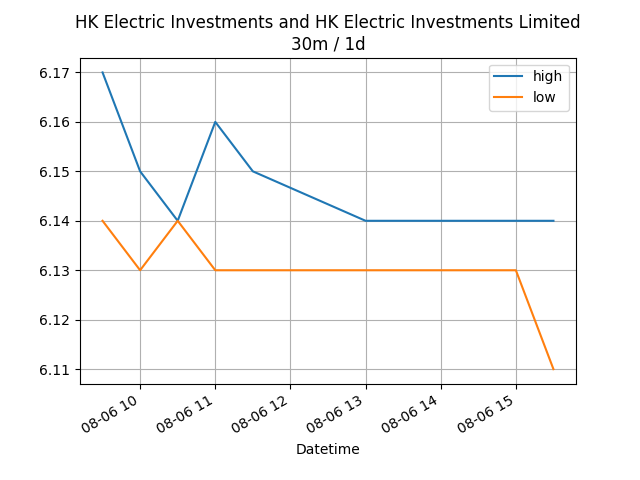 HK Electric Investments and HK Electric Investments Limited
30m / 1d
high
low
6.17
6.16
6.15
6.14
6.13
6.12
6.11
08-06 10
08-06 11
08-06 12
08-06 13
08-06 14
08-06 15
Datetime